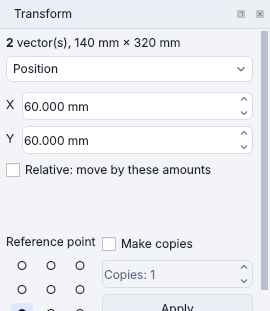 Transform
2 vector(s), 140 mm × 320 mm
Position
X 60.000 mm
Y 60.000 mm
Relative: move by these amounts
Reference point Make copies
Copies: 1
Apply